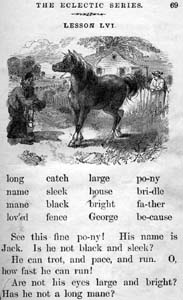 THE ECLECTIC SERIES. 69
LESSON LVI.
long catch large po-ny
name sleek house bri-dle
mane black bright fa-ther
lov'ed fence George be-cause
See this fine po-ny! His name is
Jack. Is he not black and sleek?
He can trot, and pace, and run. O,
how fast he can run!
Are not his eyes large and bright?
Has he not a long mane?